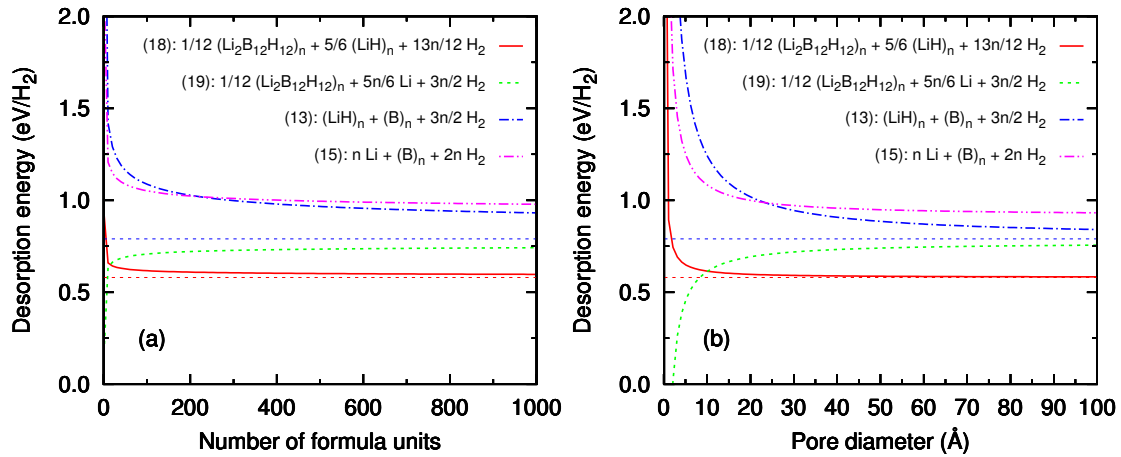 2.0
1.5
1.0
0.5
0.0
Desorption energy (eV/H₂)
(18): 1/12 (Li₂B₁₂H₁₂)ₙ + 5/6 (LiH)ₙ + 13n/12 H₂
(19): 1/12 (Li₂B₁₂H₁₂)ₙ + 5n/6 Li + 3n/2 H₂
(13): (LiH)ₙ + (B)ₙ + 3n/2 H₂
(15): n Li + (B)ₙ + 2n H₂
(a)
0 200 400 600 800 1000
Number of formula units
2.0
1.5
1.0
0.5
0.0
Desorption energy (eV/H₂)
(18): 1/12 (Li₂B₁₂H₁₂)ₙ + 5/6 (LiH)ₙ + 13n/12 H₂
(19): 1/12 (Li₂B₁₂H₁₂)ₙ + 5n/6 Li + 3n/2 H₂
(13): (LiH)ₙ + (B)ₙ + 3n/2 H₂
(15): n Li + (B)ₙ + 2n H₂
(b)
0 10 20 30 40 50 60 70 80 90 100
Pore diameter (Å)